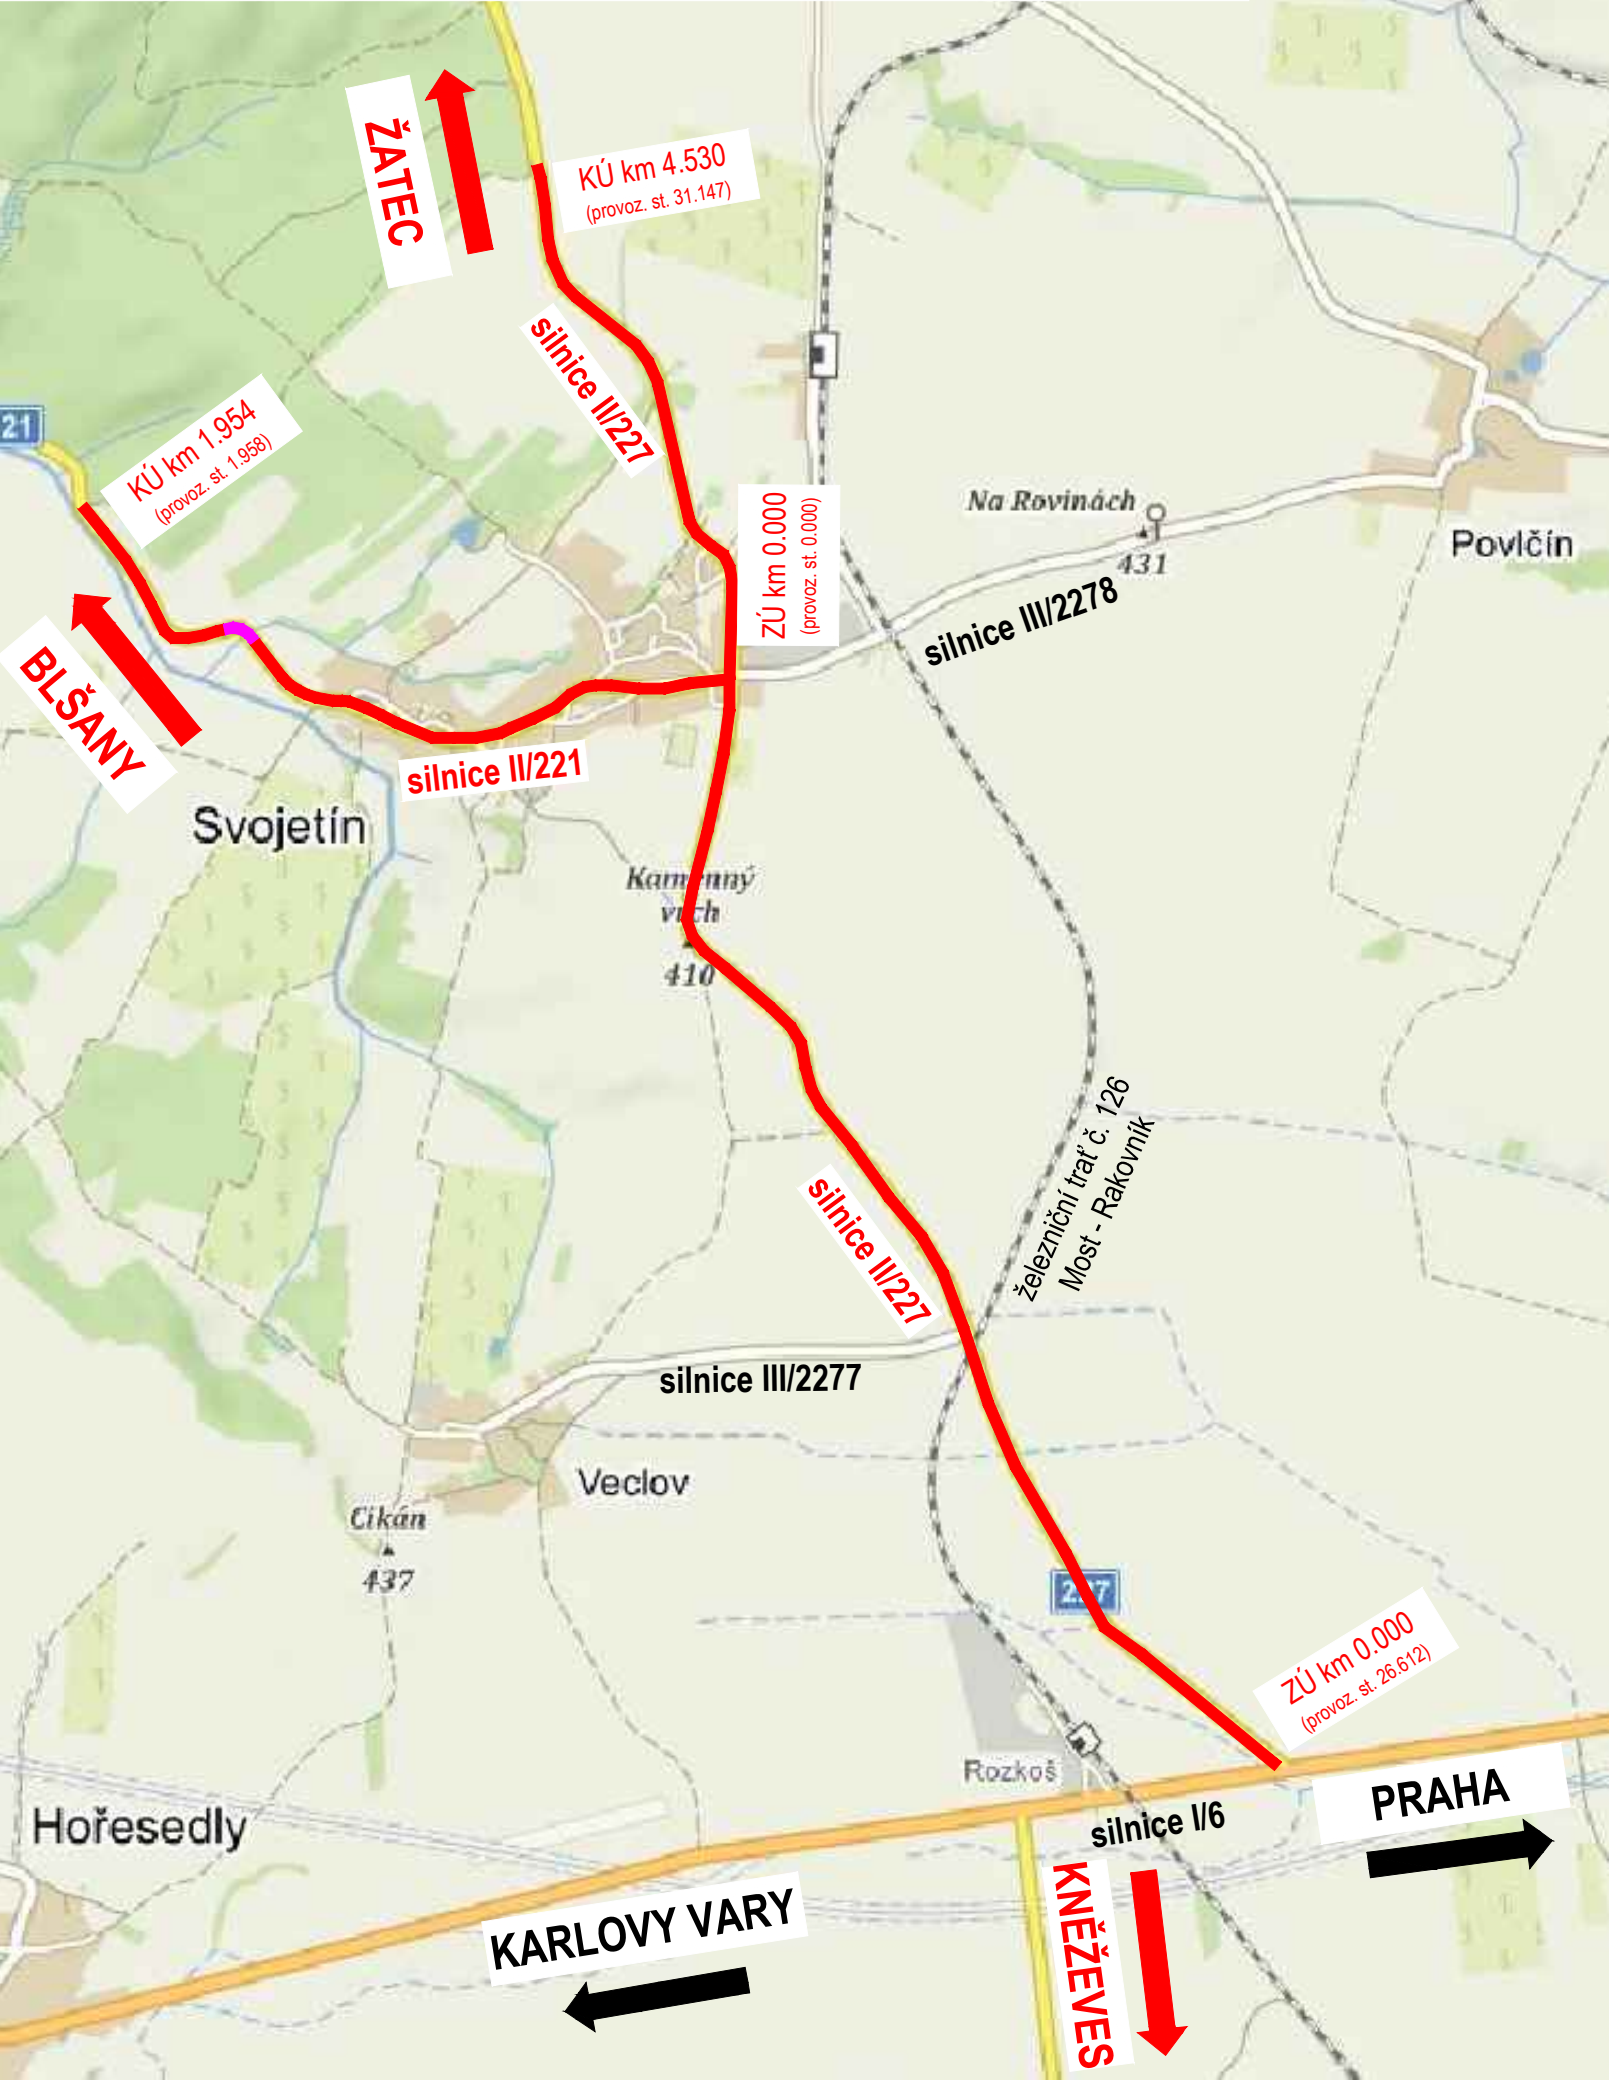 ŽATEC
KÚ km 4.530
(provoz. st. 31.147)
silnice II/227
21
KÚ km 1.954
(provoz. st. 1.958)
ZÚ km 0.000
(provoz. st. 0.000)
Na Rovinách
431
Povlčín
silnice III/2278
BLŠANY
silnice II/221
Svojetín
410
železniční trať č. 126
Most - Rakovník
silnice II/227
silnice III/2277
Veclov
Cikán
437
ZÚ km 0.000
(provoz. st. 26.612)
Rozkoš
PRAHA
silnice I/6
Hořesedly
KARLOVY VARY
KNĚŽEVES